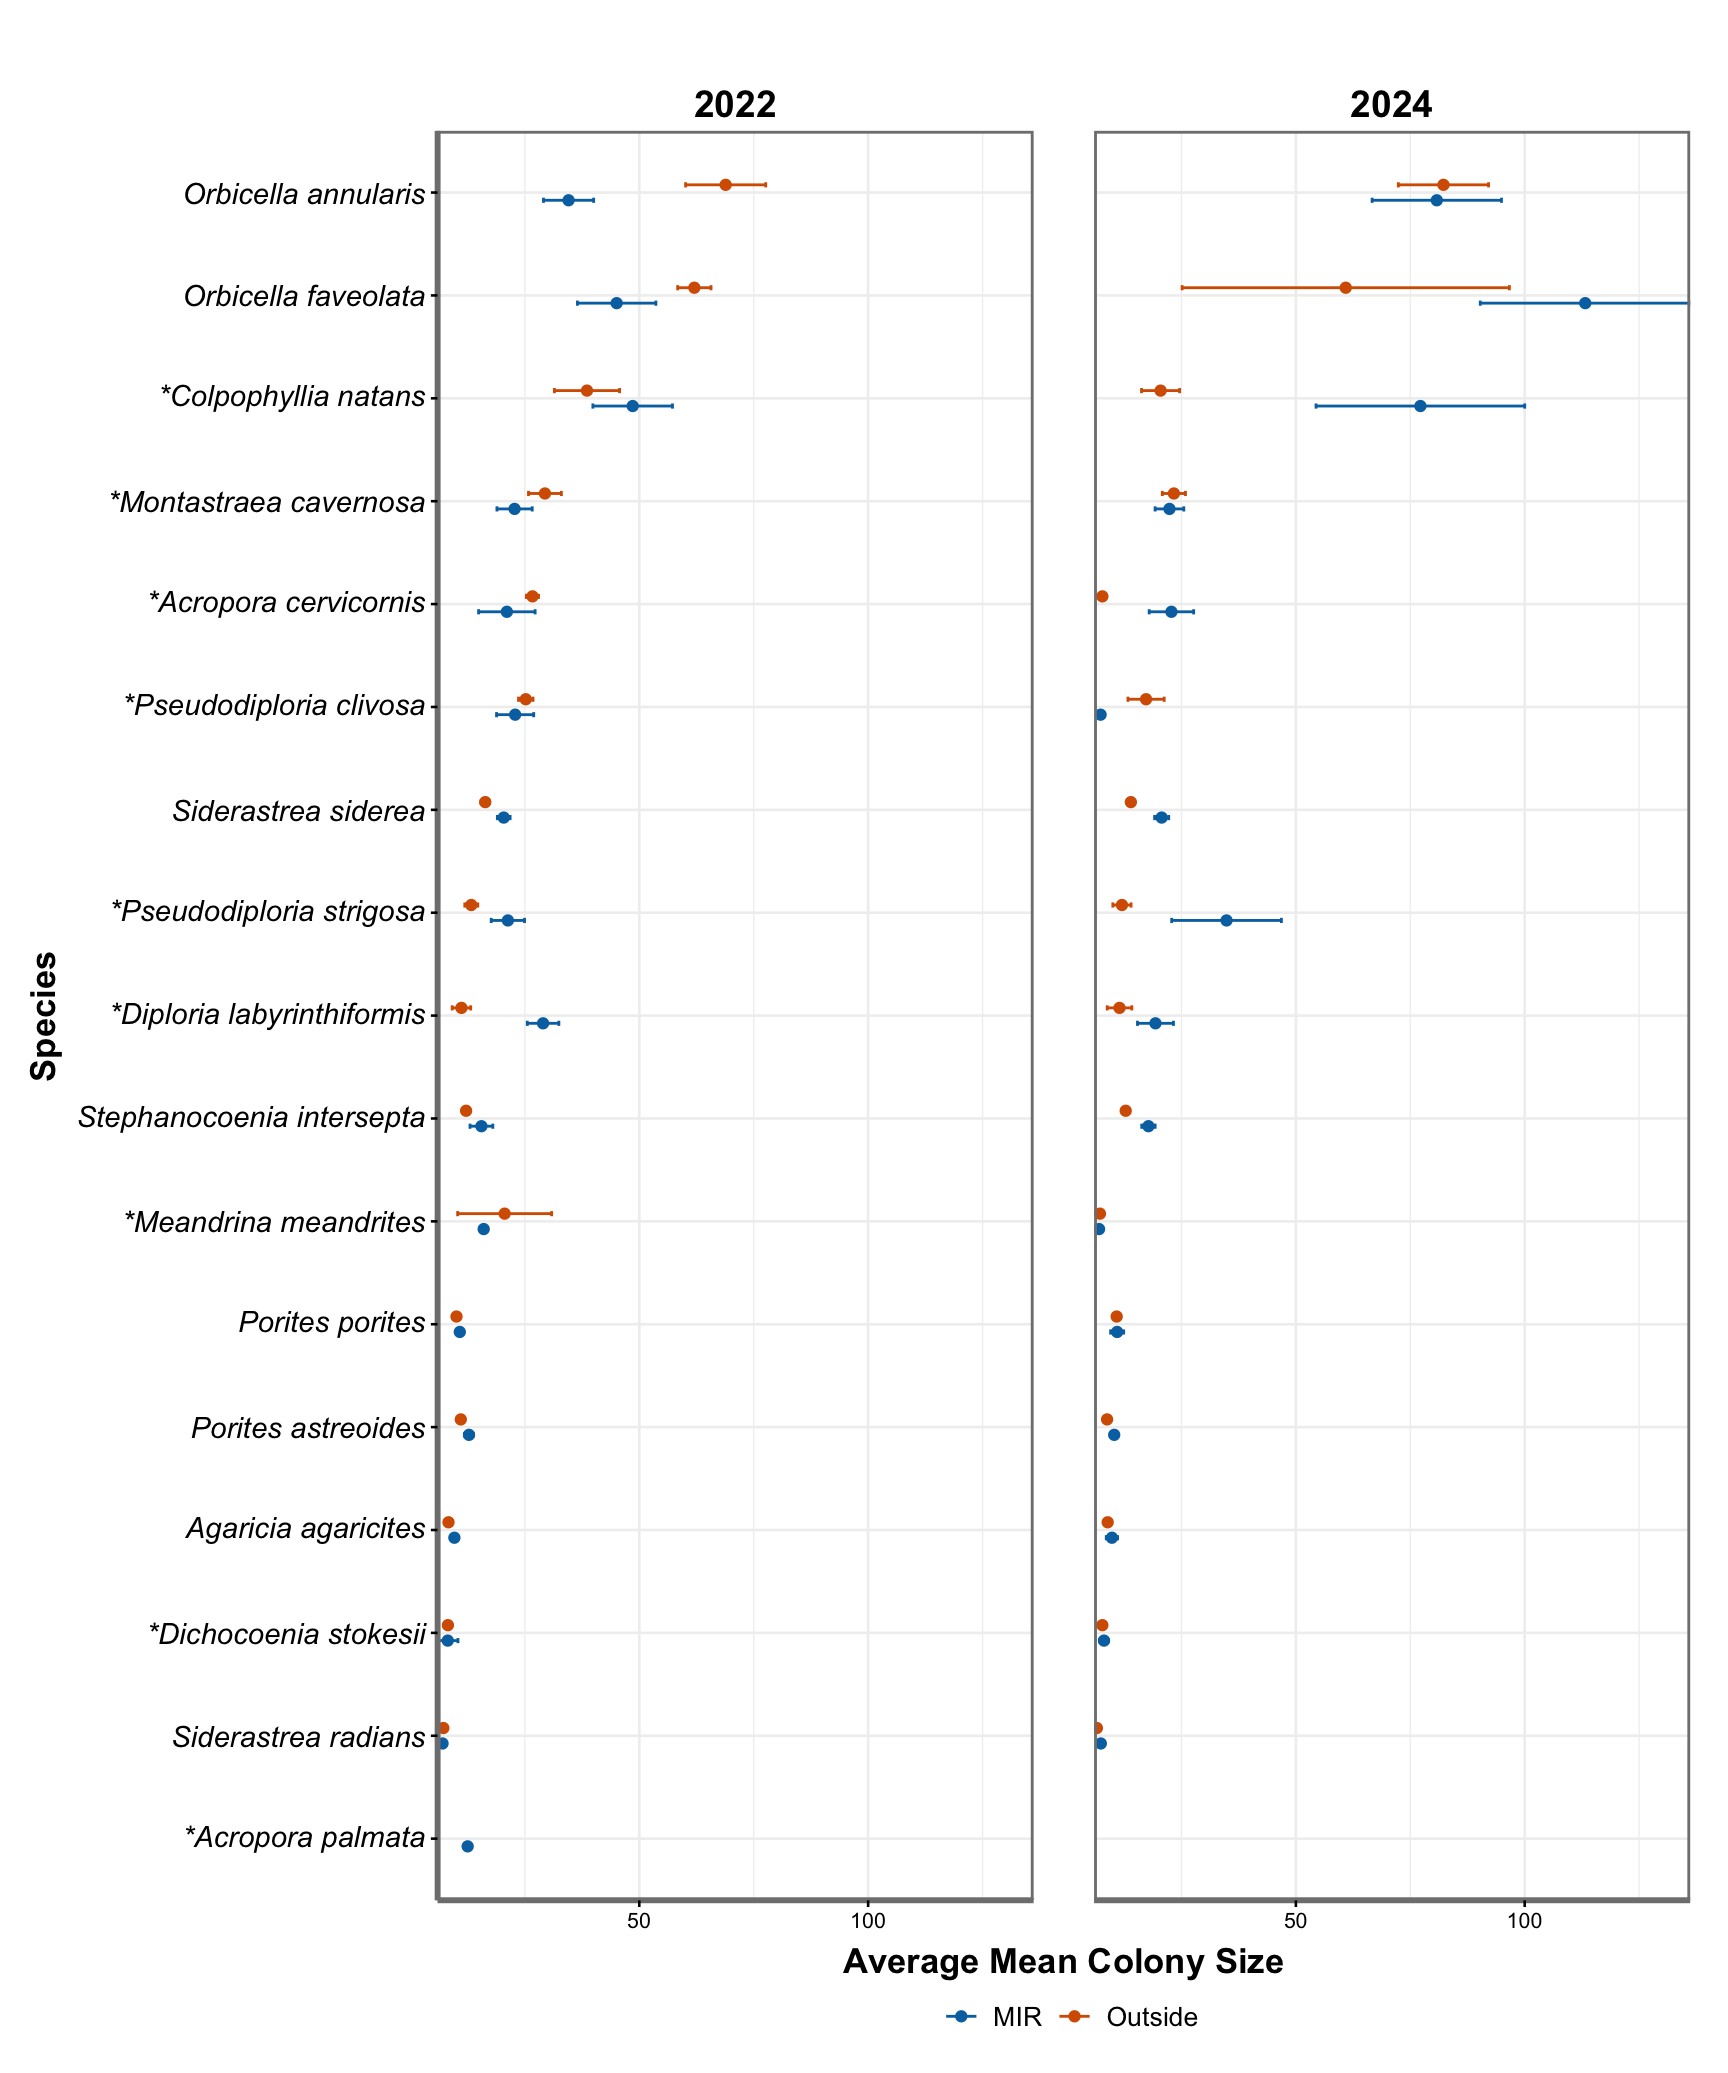 2022
2024
Orbicella annularis
Orbicella faveolata
*Colpophyllia natans
*Montastraea cavernosa
*Acropora cervicornis
*Pseudodiploria clivosa
Siderastrea siderea
*Pseudodiploria strigosa
*Diploria labyrinthiformis
Stephanocoenia intersepta
*Meandrina meandrites
Porites porites
Porites astreoides
Agaricia agaricites
*Dichocoenia stokesii
Siderastrea radians
*Acropora palmata
Species
50 100
50 100
Average Mean Colony Size
MIR Outside